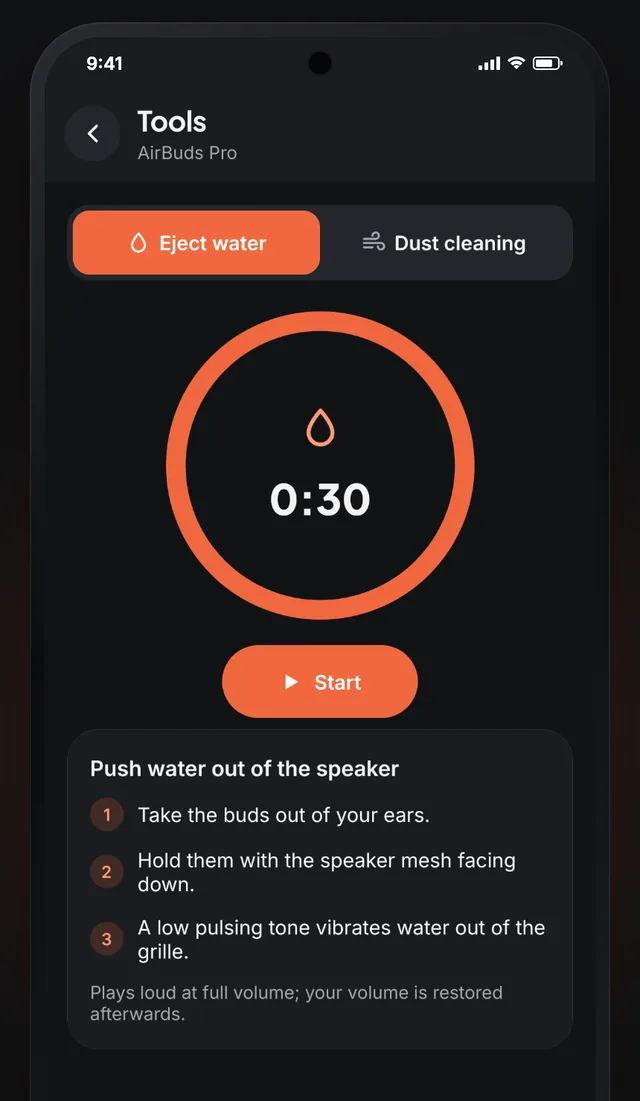 9:41
Tools
AirBuds Pro
Eject water
Dust cleaning
0:30
Start
Push water out of the speaker
1 Take the buds out of your ears.
2 Hold them with the speaker mesh facing
down.
3 A low pulsing tone vibrates water out of the
grille.
Plays loud at full volume; your volume is restored
afterwards.